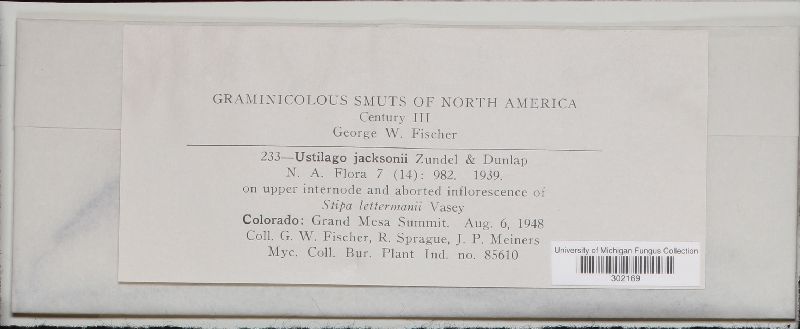 GRAMINICOLOUS SMUTS OF NORTH AMERICA
Century III
George W. Fischer
233—Ustilago jacksonii Zundel & Dunlap
N. A. Flora 7 (14): 982. 1939.
on upper internode and aborted inflorescence of
Stipa lettermanii Vasey
Colorado: Grand Mesa Summit. Aug. 6, 1948
Coll. G. W. Fischer, R. Sprague, J. P. Meiners
Myc. Coll. Bur. Plant Ind. no. 85610
University of Michigan Fungus Collection
302169